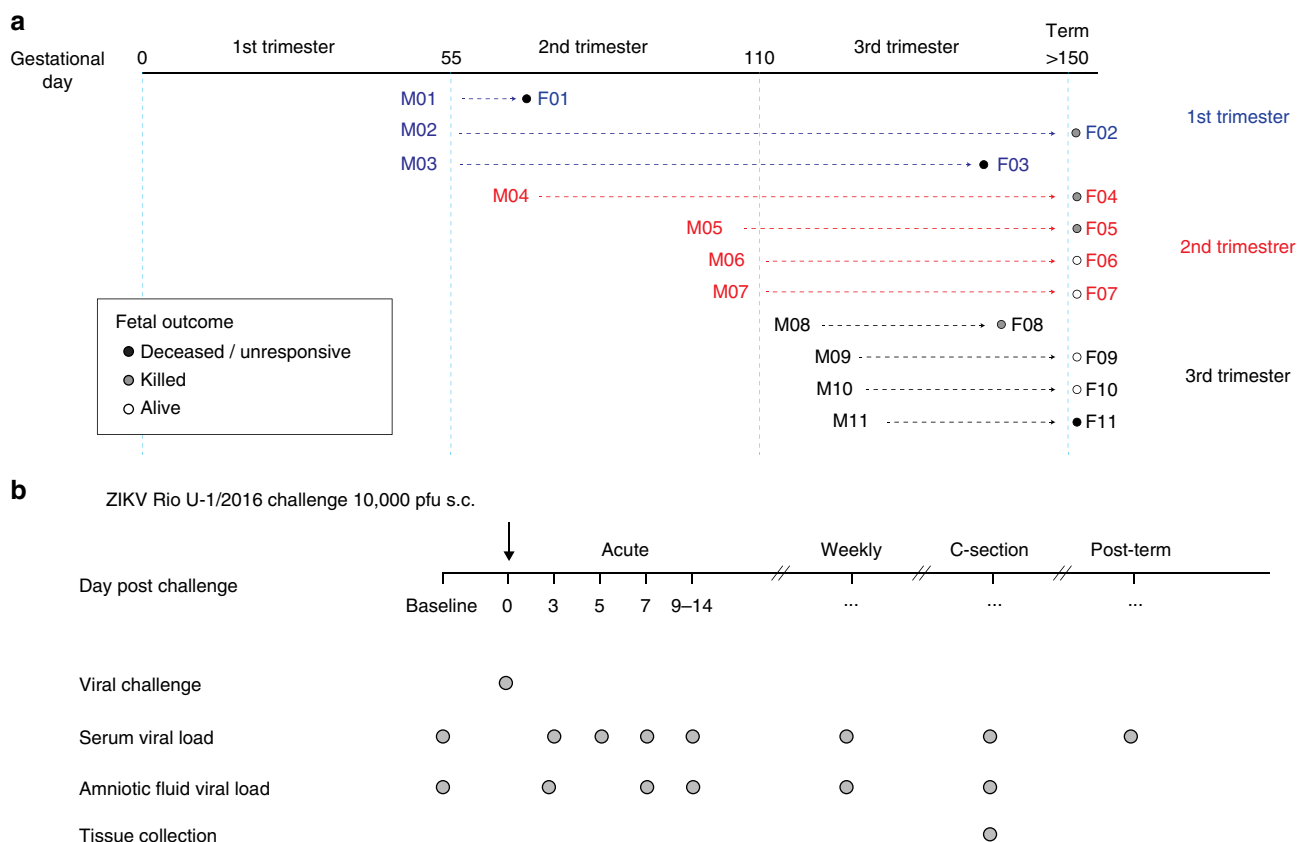 a
Term
Gestational day
0
1st trimester
55
2nd trimester
110
3rd trimester
>150
M01
F01
1st trimester
M02
F02
M03
F03
M04
F04
M05
F05
2nd trimestrer
M06
F06
M07
F07
M08
F08
M09
F09
3rd trimester
M10
F10
M11
F11
Fetal outcome
Deceased / unresponsive
Killed
Alive
b
ZIKV Rio U-1/2016 challenge 10,000 pfu s.c.
Acute
Weekly
C-section
Post-term
Day post challenge
Baseline 0 3 5 7 9–14 ... ... ...
Viral challenge
Serum viral load
Amniotic fluid viral load
Tissue collection